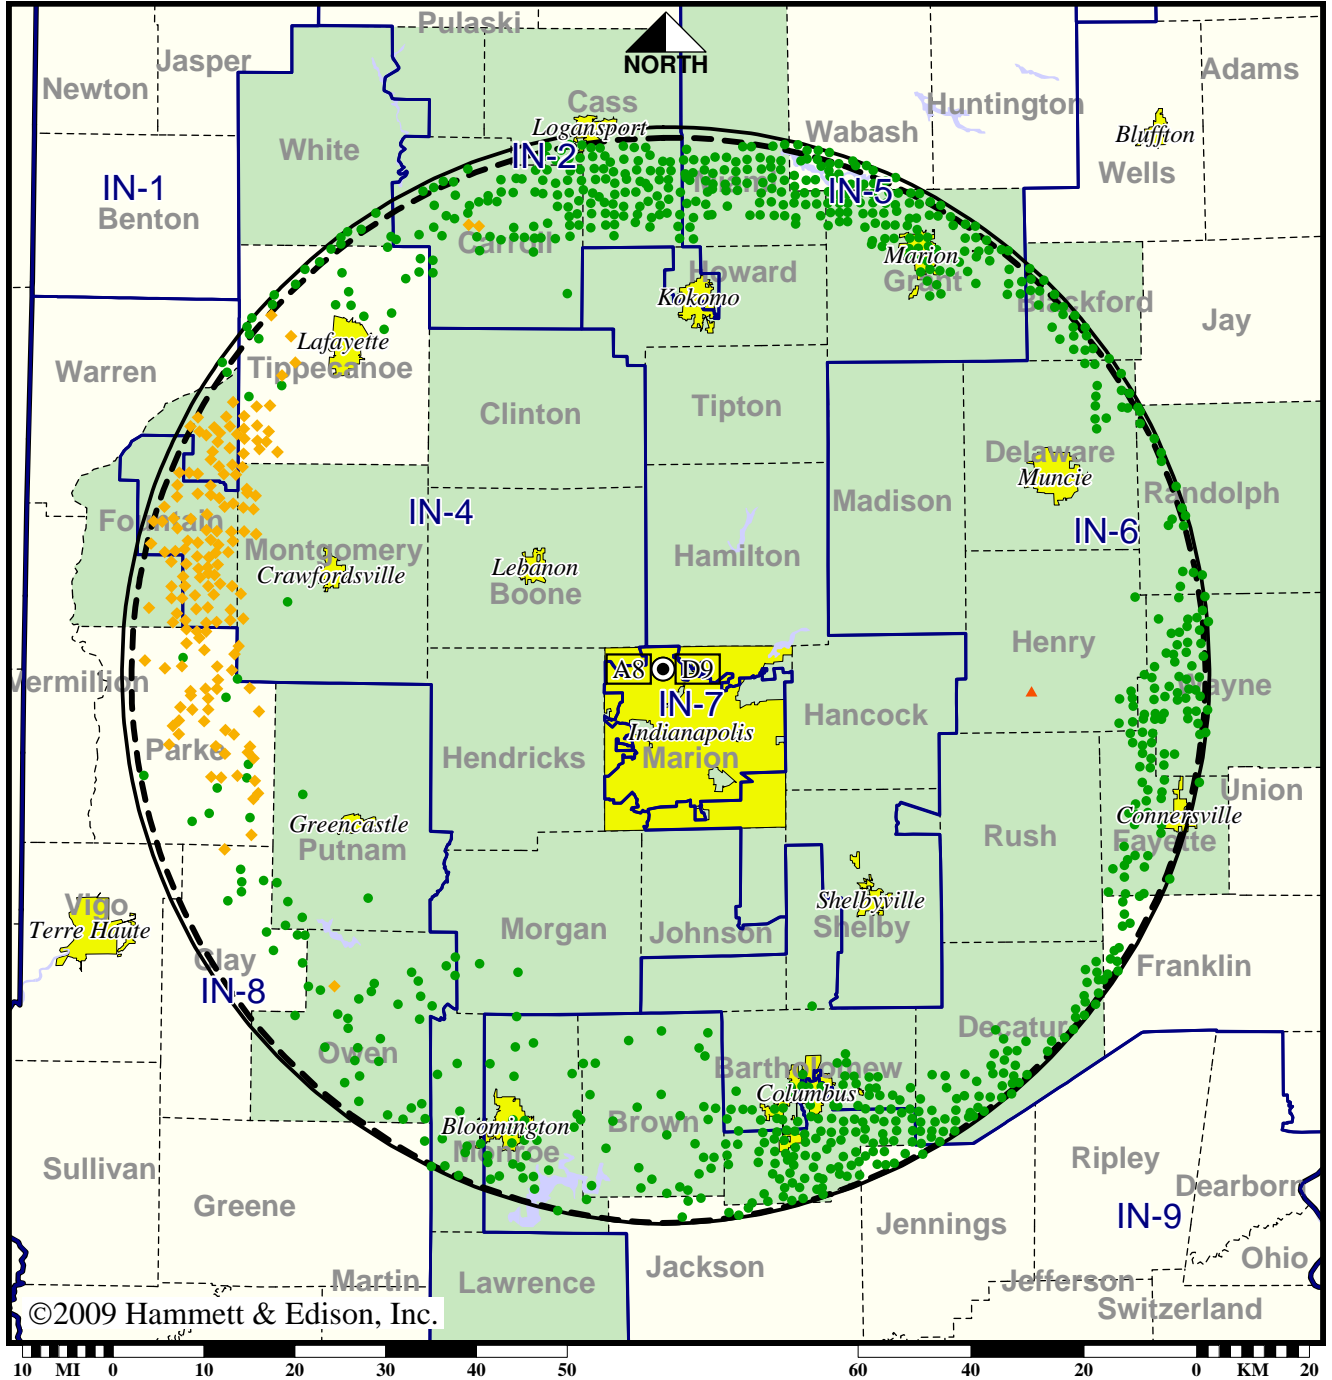 Pulaski
Jasper
Newton
NORTH
Adams
Cass
Huntington
Logansport
Wabash
Bluffton
White
IN-2
Wells
IN-1
Miami
IN-5
Benton
Carroll
Marion
Howard
Grant
Kokomo
Blackford
Jay
Lafayette
Warren
Tippecanoe
Clinton
Tipton
Delaware
Muncie
Madison
Randolph
IN-4
Fountain
IN-6
Montgomery
Hamilton
Crawfordsville
Lebanon
Boone
Henry
A8
D9
Vermillion
Wayne
IN-7
Hancock
Indianapolis
Parke
Hendricks
Marion
Union
Greencastle
Connersville
Putnam
Rush
Fayette
Vigo
Shelbyville
Terre Haute
Morgan
Johnson
Shelby
Clay
Franklin
IN-8
Decatur
Owen
Bartholomew
Columbus
Bloomington
Brown
Monroe
Sullivan
Ripley
Dearborn
Greene
IN-9
Jennings
Ohio
Jackson
Martin
Lawrence
Jefferson
Switzerland
©2009 Hammett & Edison, Inc.
10 MI 0 10 20 30 40 50 60 40 20 0 KM 20